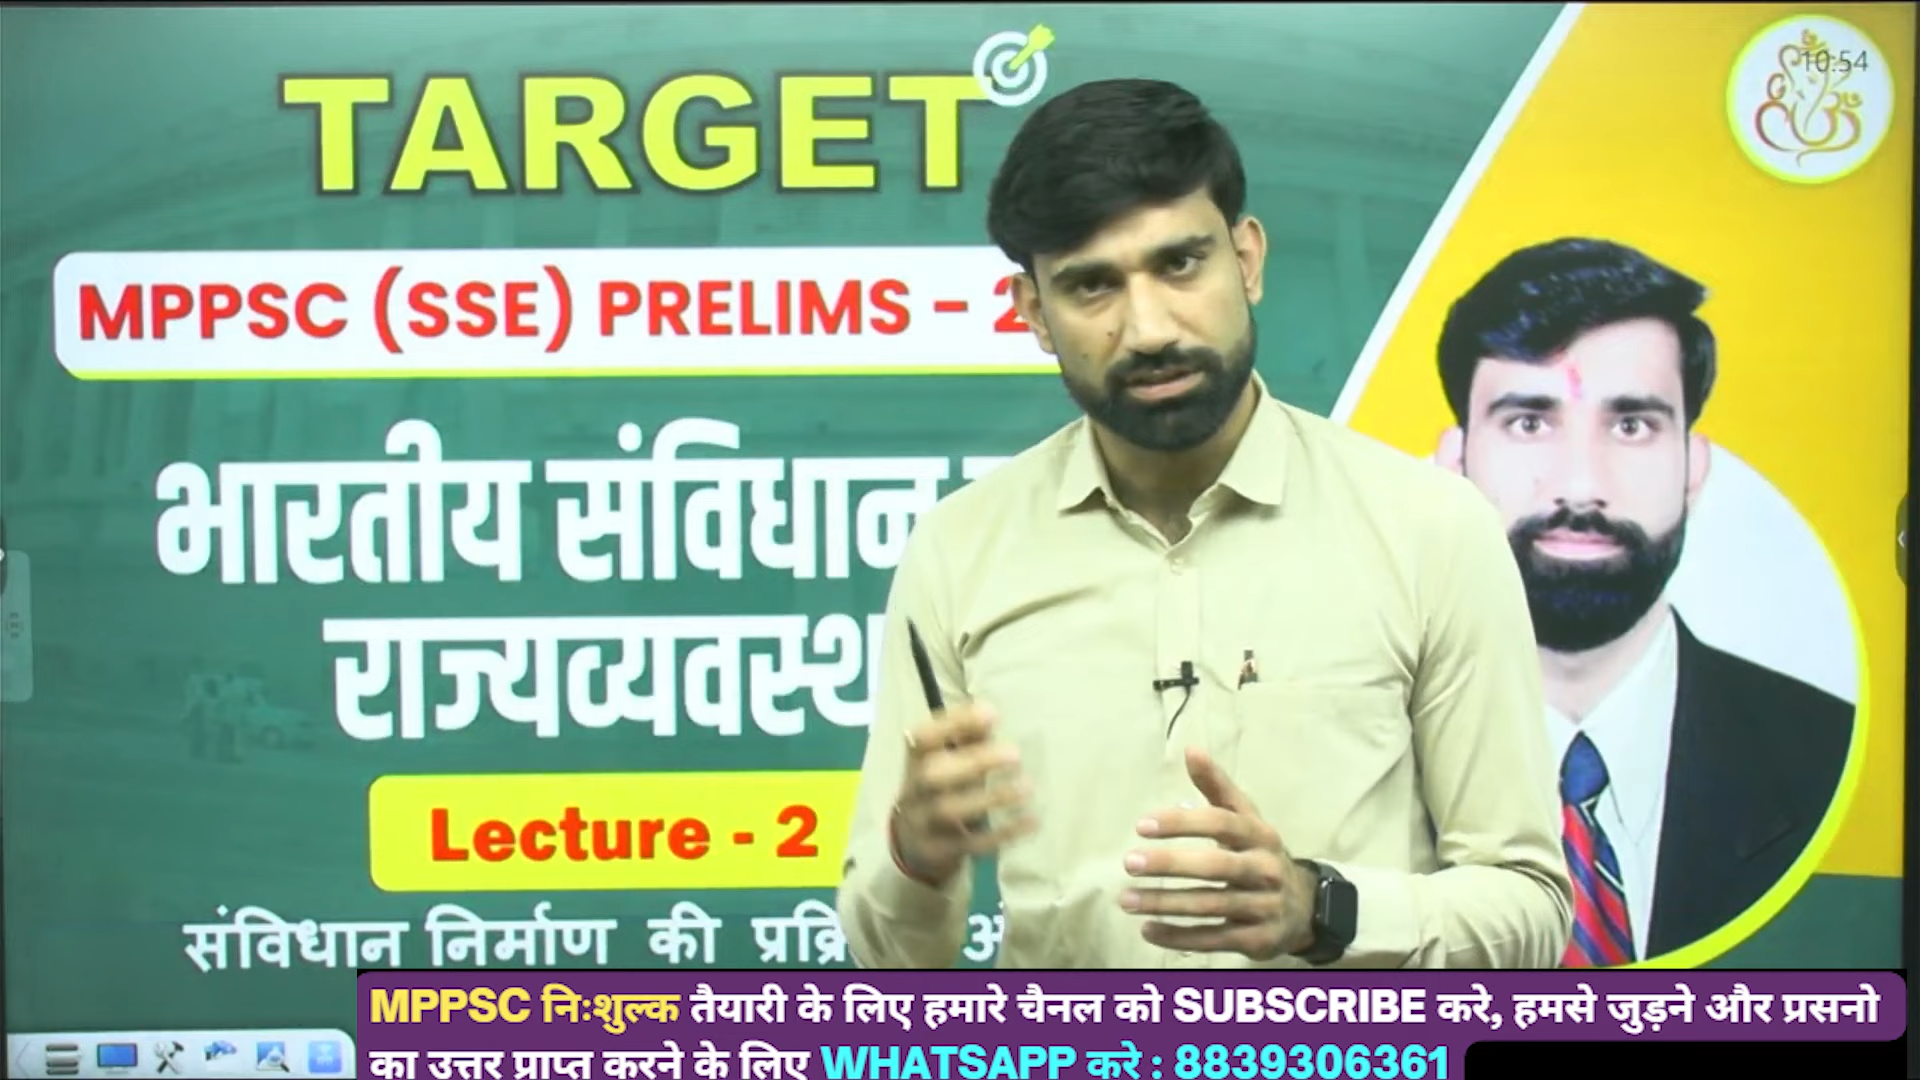 10:54
TARGET
MPPSC (SSE) PRELIMS - 2
भारतीय संविधान
राज्यव्यवस्थ
Lecture - 2
संविधान निर्माण की प्रक्रि
MPPSC नि:शुल्क तैयारी के लिए हमारे चैनल को SUBSCRIBE करे, हमसे जुड़ने और प्रसनो
का उत्तर प्राप्त करने के लिए WHATSAPP करे : 8839306361